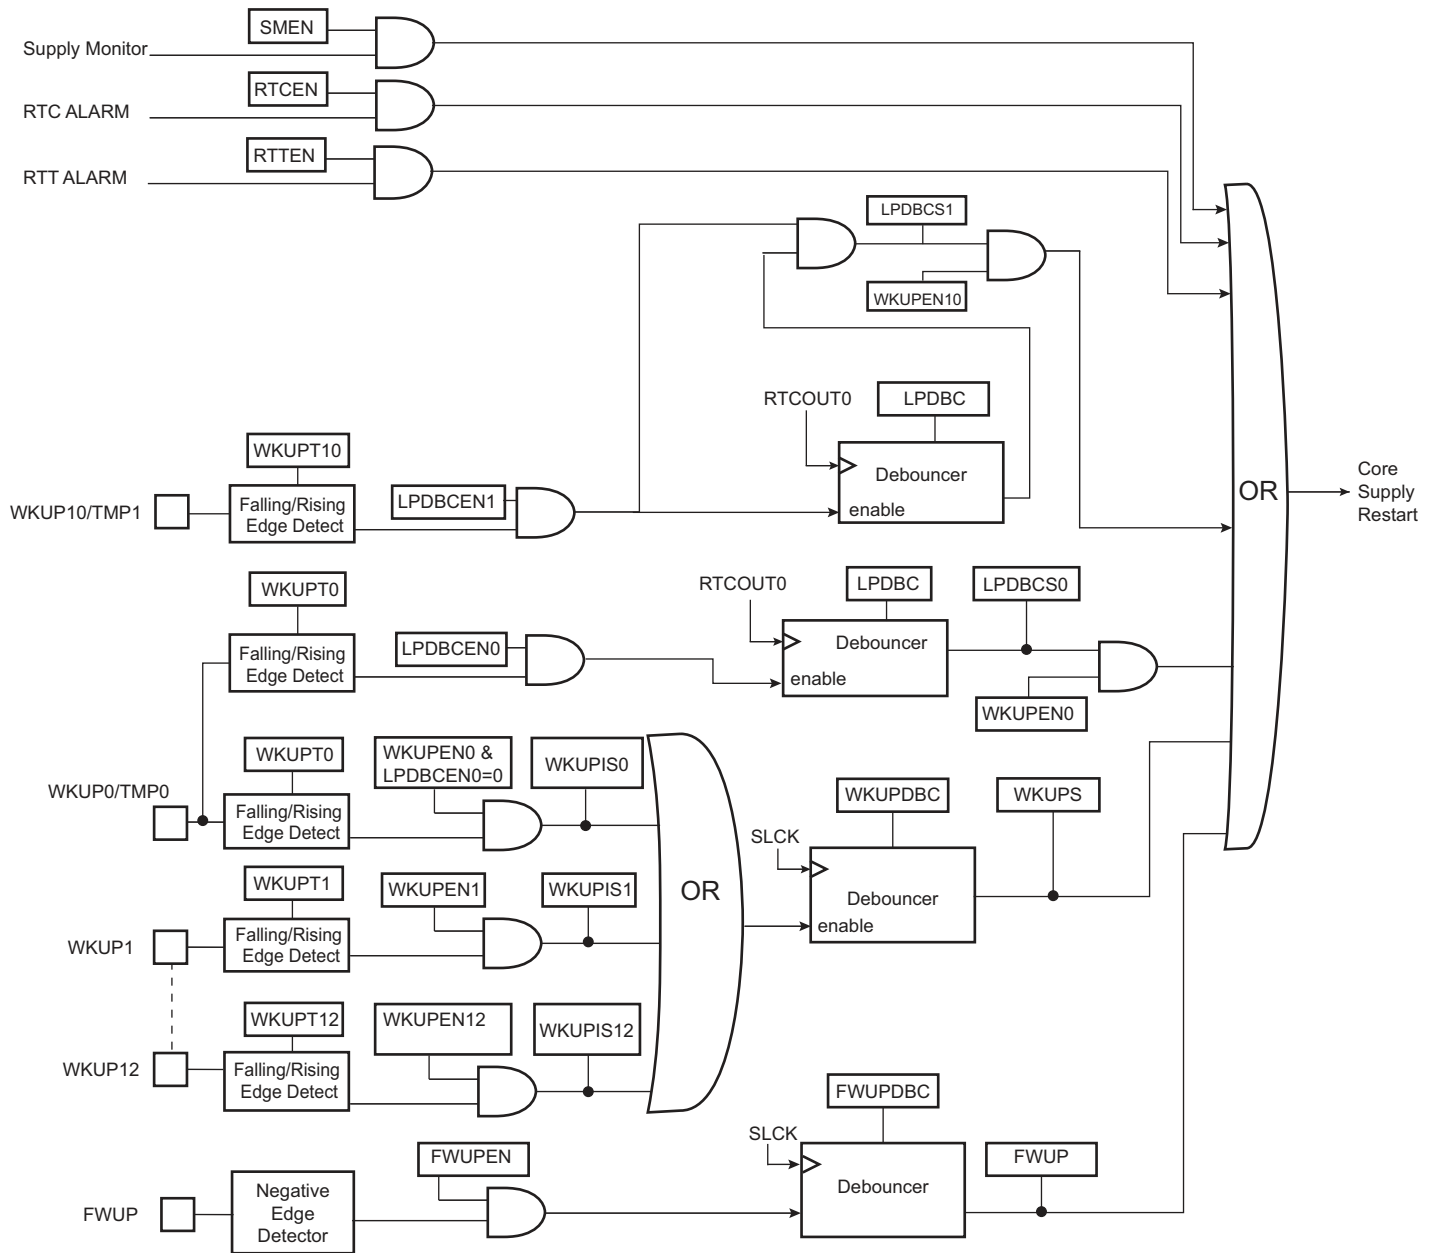 SMEN
Supply Monitor
RTCEN
RTC ALARM
RTTEN
RTT ALARM
LPDBCS1
WKUPEN10
RTCOUT0
LPDBC
WKUPT10
Debouncer
enable
Falling/Rising
Edge Detect
LPDBCEN1
WKUP10/TMP1
OR
Core
Supply
Restart
WKUPT0
RTCOUT0
LPDBC
LPDBCS0
Falling/Rising
Edge Detect
LPDBCEN0
Debouncer
enable
WKUPEN0
WKUPT0
WKUPEN0 &
LPDBCEN0=0
WKUPIS0
WKUP0/TMP0
Falling/Rising
Edge Detect
WKUPDBC
WKUPS
SLCK
WKUPT1
WKUPEN1
WKUPIS1
OR
Debouncer
enable
WKUP1
Falling/Rising
Edge Detect
WKUPT12
WKUPEN12
WKUPIS12
WKUP12
Falling/Rising
Edge Detect
FWUPDBC
SLCK
FWUPEN
FWUP
Debouncer
FWUP
Negative
Edge
Detector